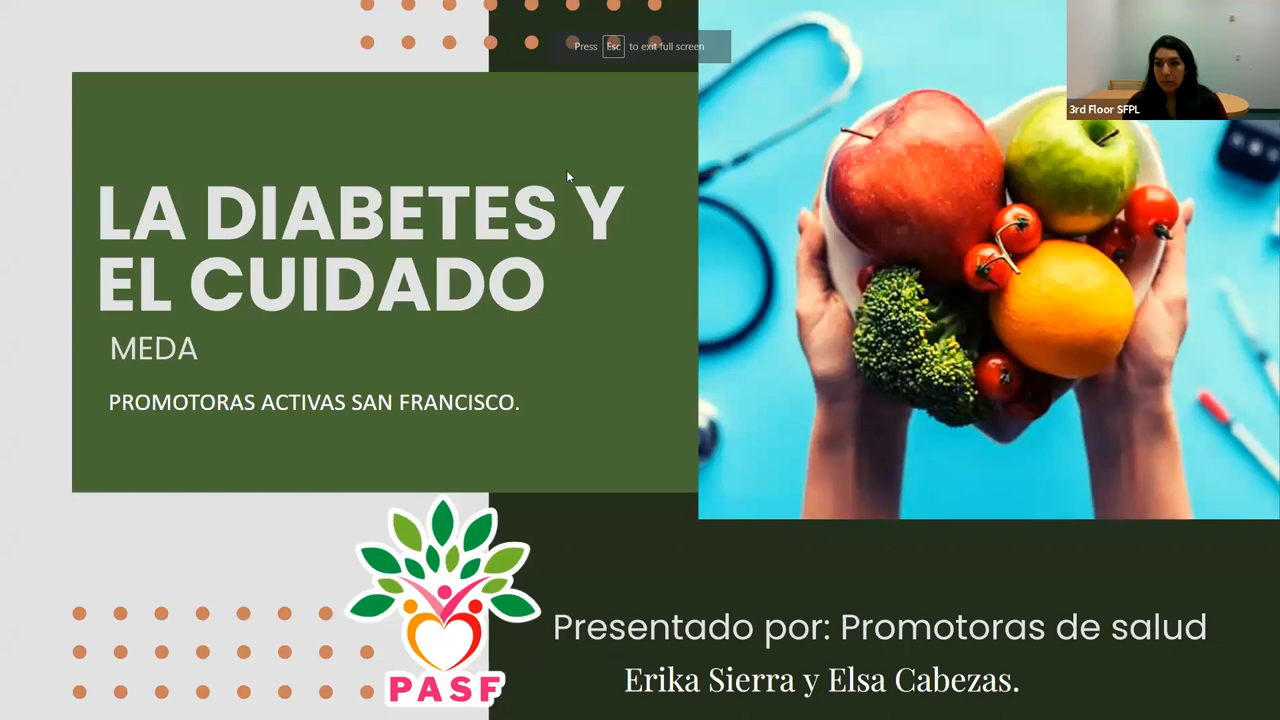 Press Esc to exit full screen
3rd Floor SFPL
LA DIABETES Y
EL CUIDADO
MEDA
PROMOTORAS ACTIVAS SAN FRANCISCO.
PASF
Presentado por: Promotoras de salud
Erika Sierra y Elsa Cabezas.